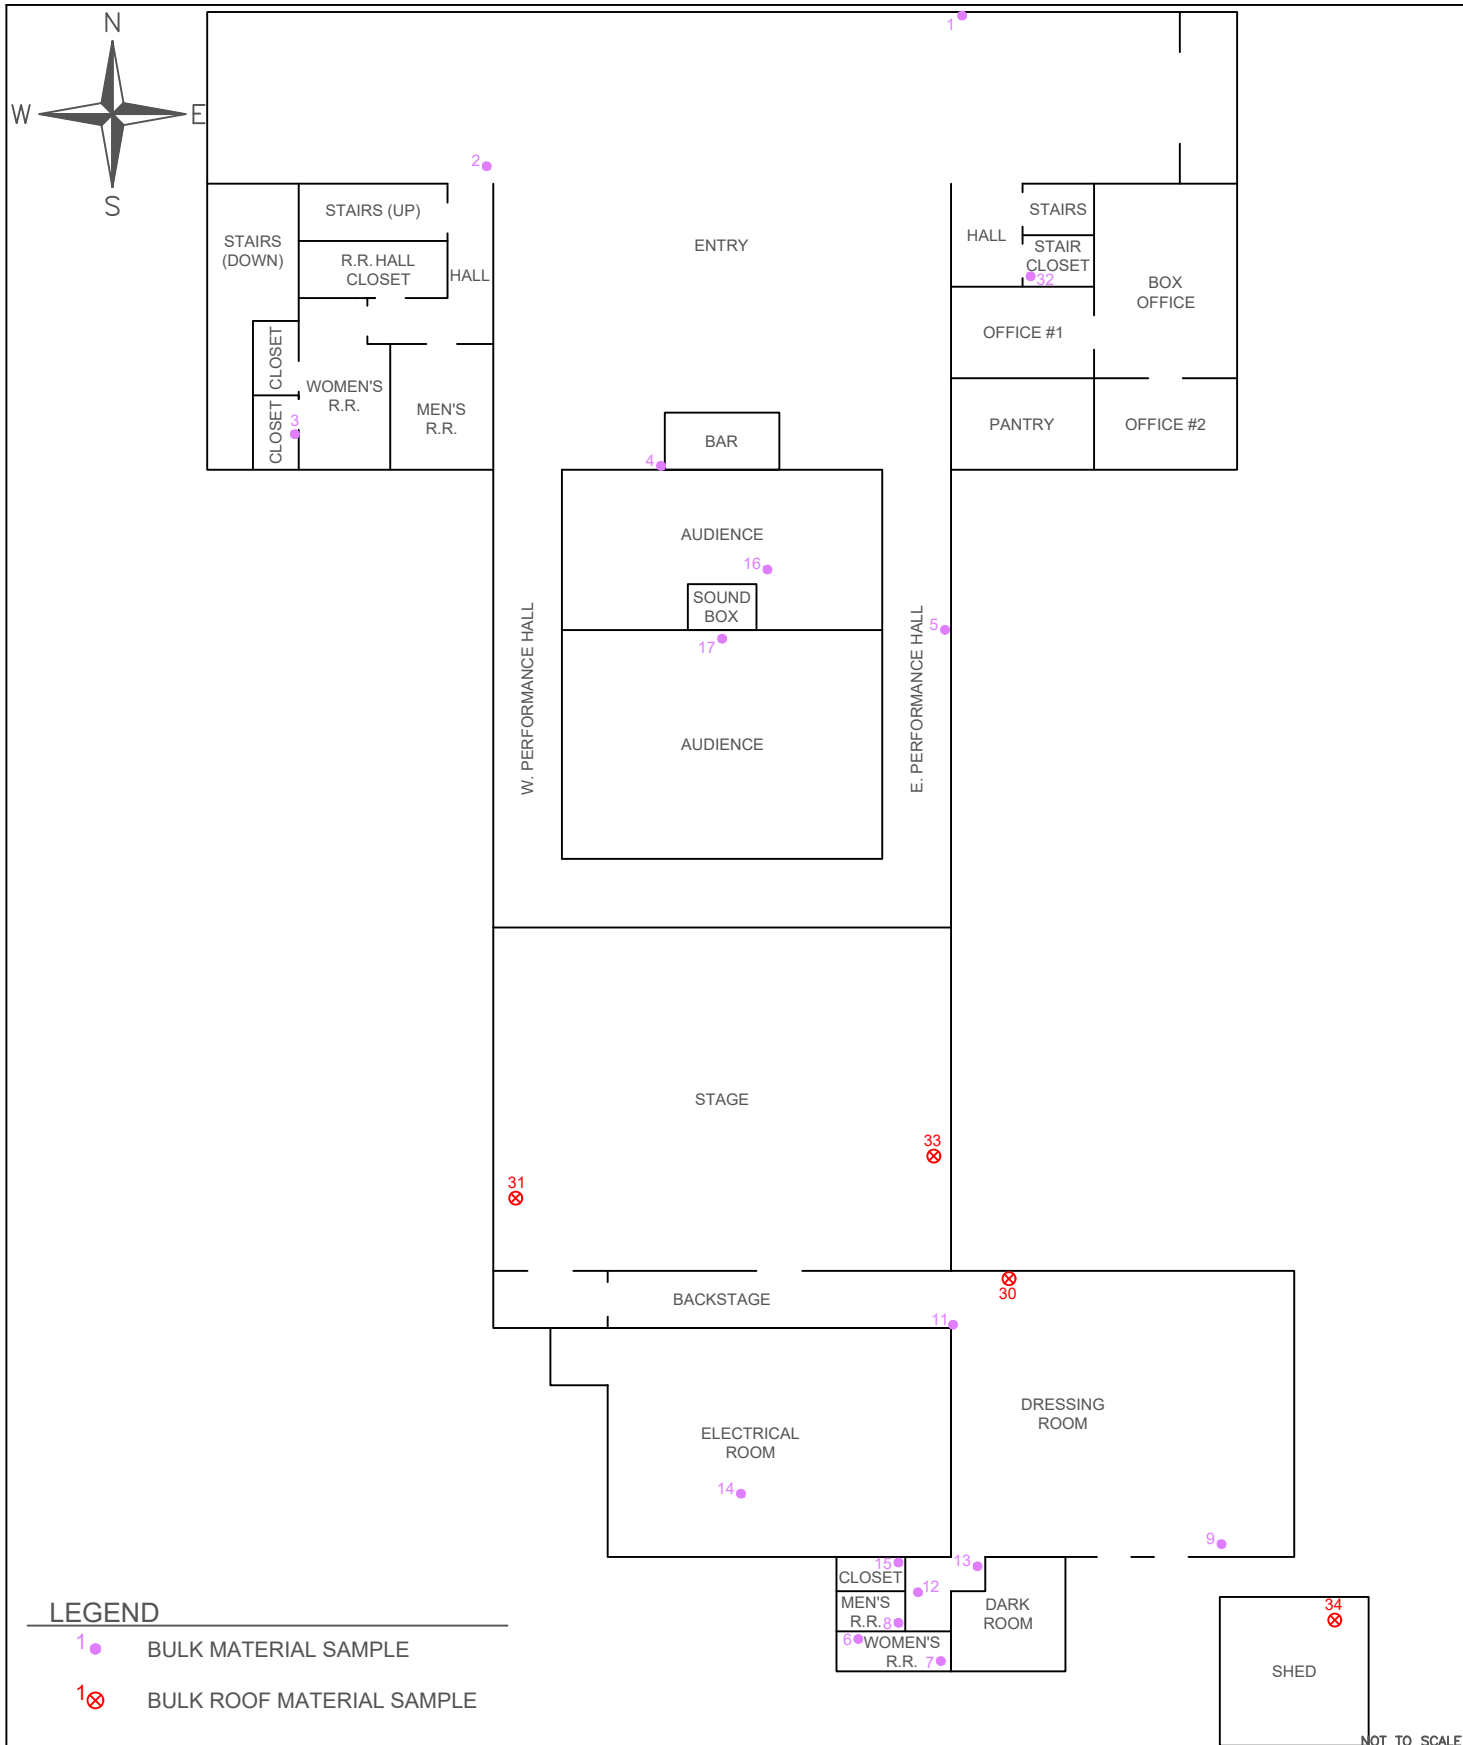 N
W
E
S
1
2
STAIRS (UP)
STAIRS
(DOWN)
R.R. HALL
CLOSET
HALL
ENTRY
HALL
STAIRS
STAIR
CLOSET
32
BOX
OFFICE
OFFICE #1
CLOSET
WOMEN'S
R.R.
CLOSET
3
MEN'S
R.R.
BAR
4
PANTRY
OFFICE #2
AUDIENCE
16
SOUND
BOX
17
5
W. PERFORMANCE HALL
E. PERFORMANCE HALL
AUDIENCE
STAGE
33
31
BACKSTAGE
30
11
DRESSING
ROOM
ELECTRICAL
ROOM
14
9
15
13
CLOSET
12
MEN'S
R.R.
8
DARK
ROOM
6
WOMEN'S
R.R.
7
34
SHED
LEGEND
1 BULK MATERIAL SAMPLE
1 BULK ROOF MATERIAL SAMPLE
NOT TO SCALE